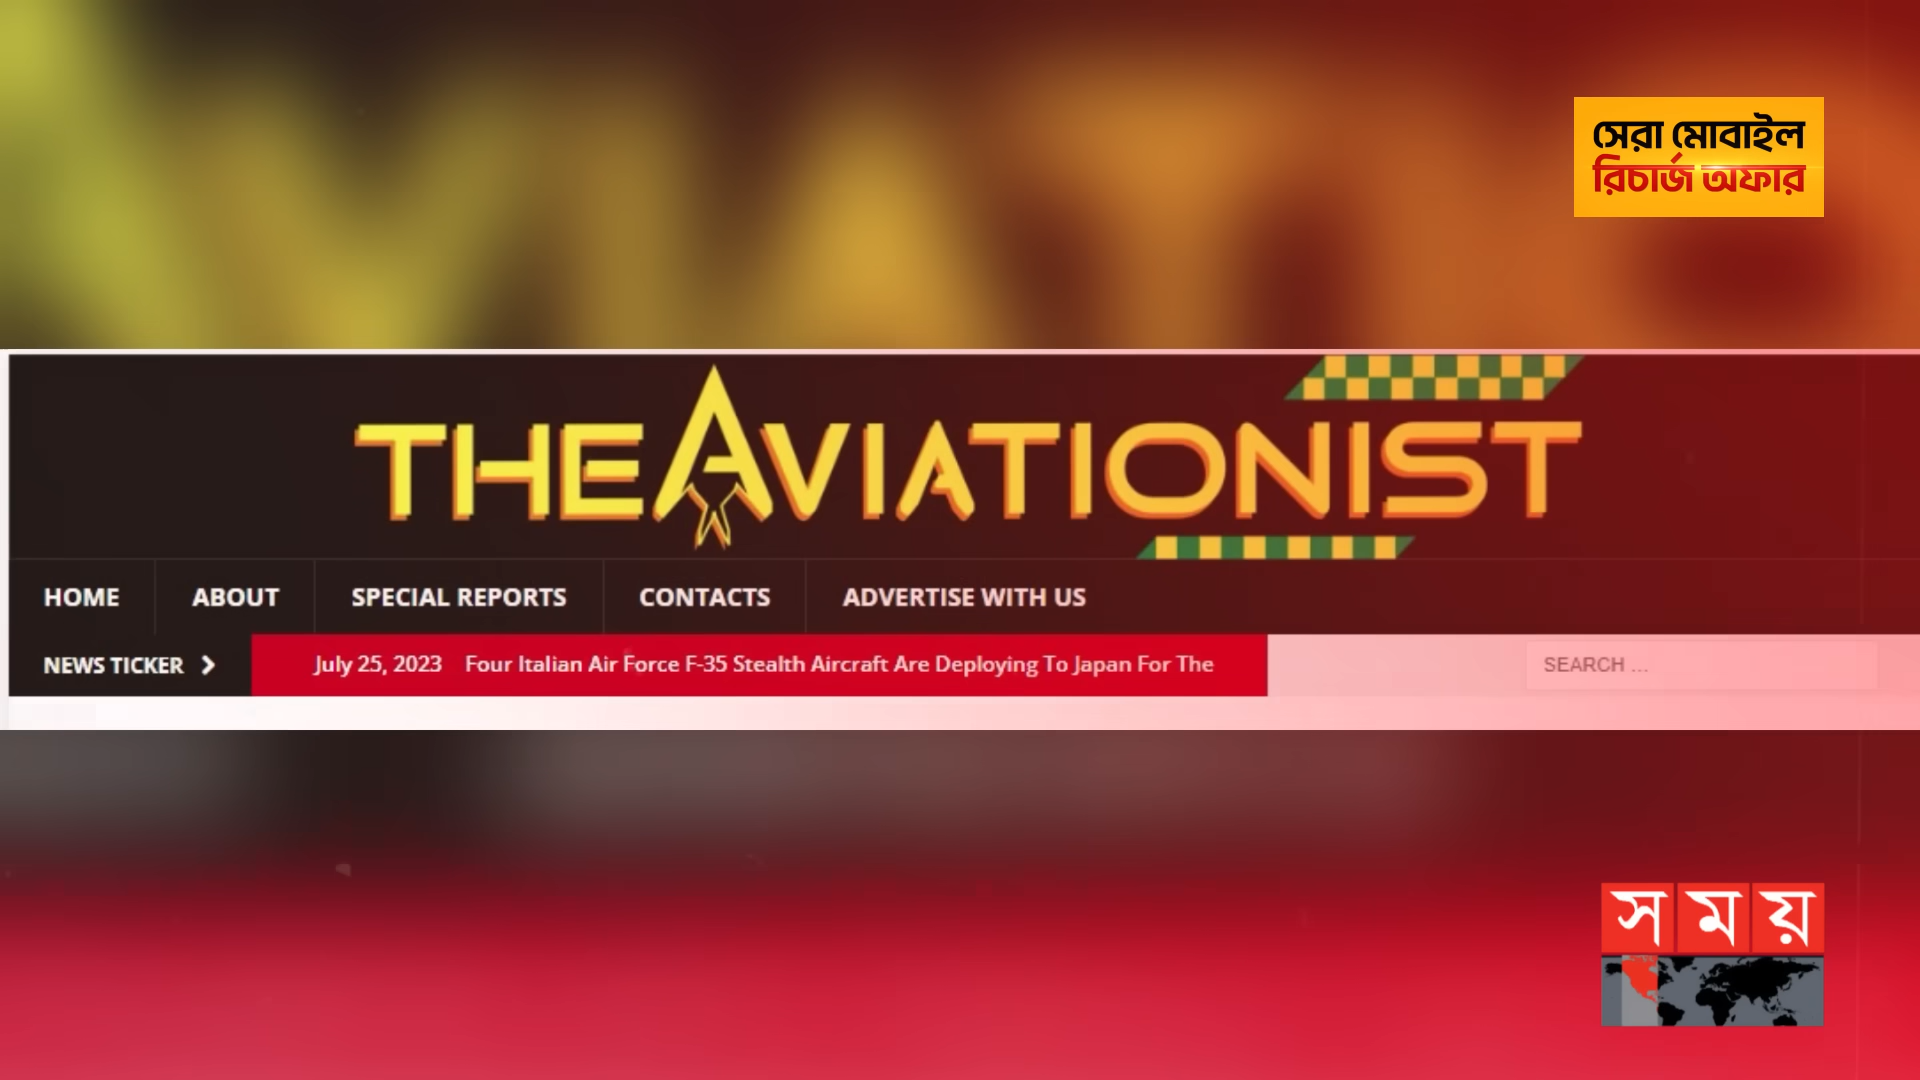 সেরা মোবাইল
রিচার্জ অফার
THE AVIATIONIST
HOME ABOUT SPECIAL REPORTS CONTACTS ADVERTISE WITH US
NEWS TICKER July 25, 2023 Four Italian Air Force F-35 Stealth Aircraft Are Deploying To Japan For The
SEARCH ...
সময়